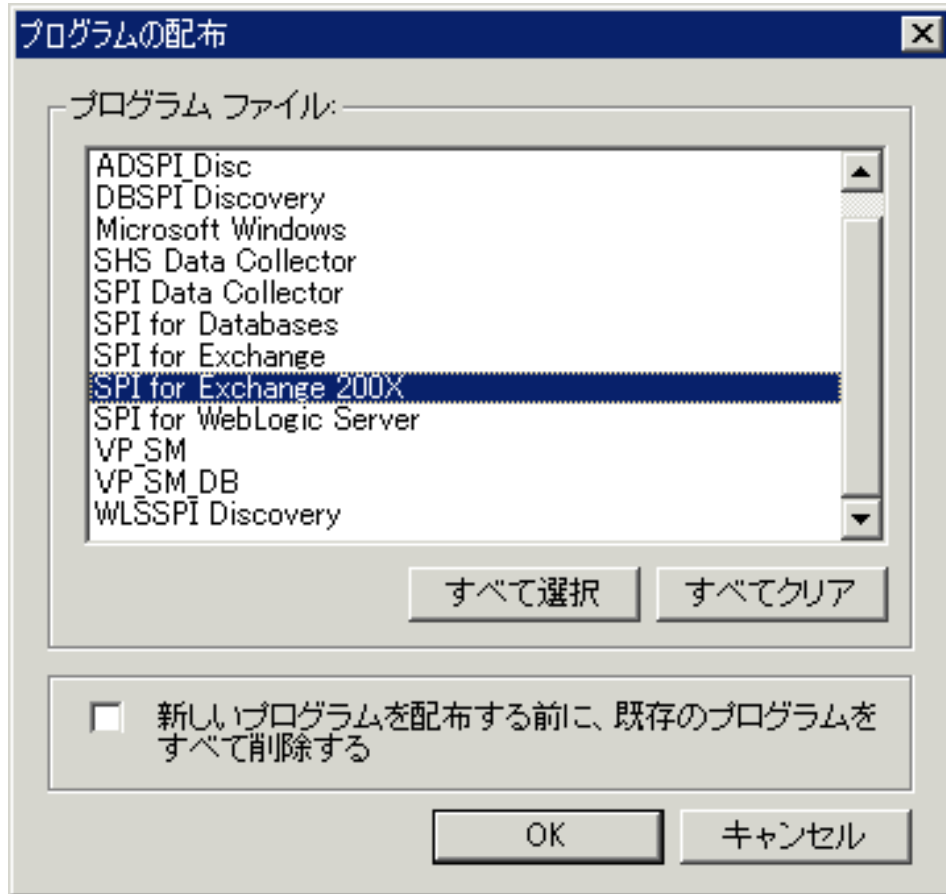 プログラムの配布
プログラム ファイル:
ADSPI_Disc
DBSPI Discovery
Microsoft Windows
SHS Data Collector
SPI Data Collector
SPI for Databases
SPI for Exchange
SPI for Exchange 200X
SPI for WebLogic Server
VP_SM
VP_SM_DB
WLSSPI Discovery
すべて選択
すべてクリア
新しいプログラムを配布する前に、既存のプログラムを
すべて削除する
OK
キャンセル